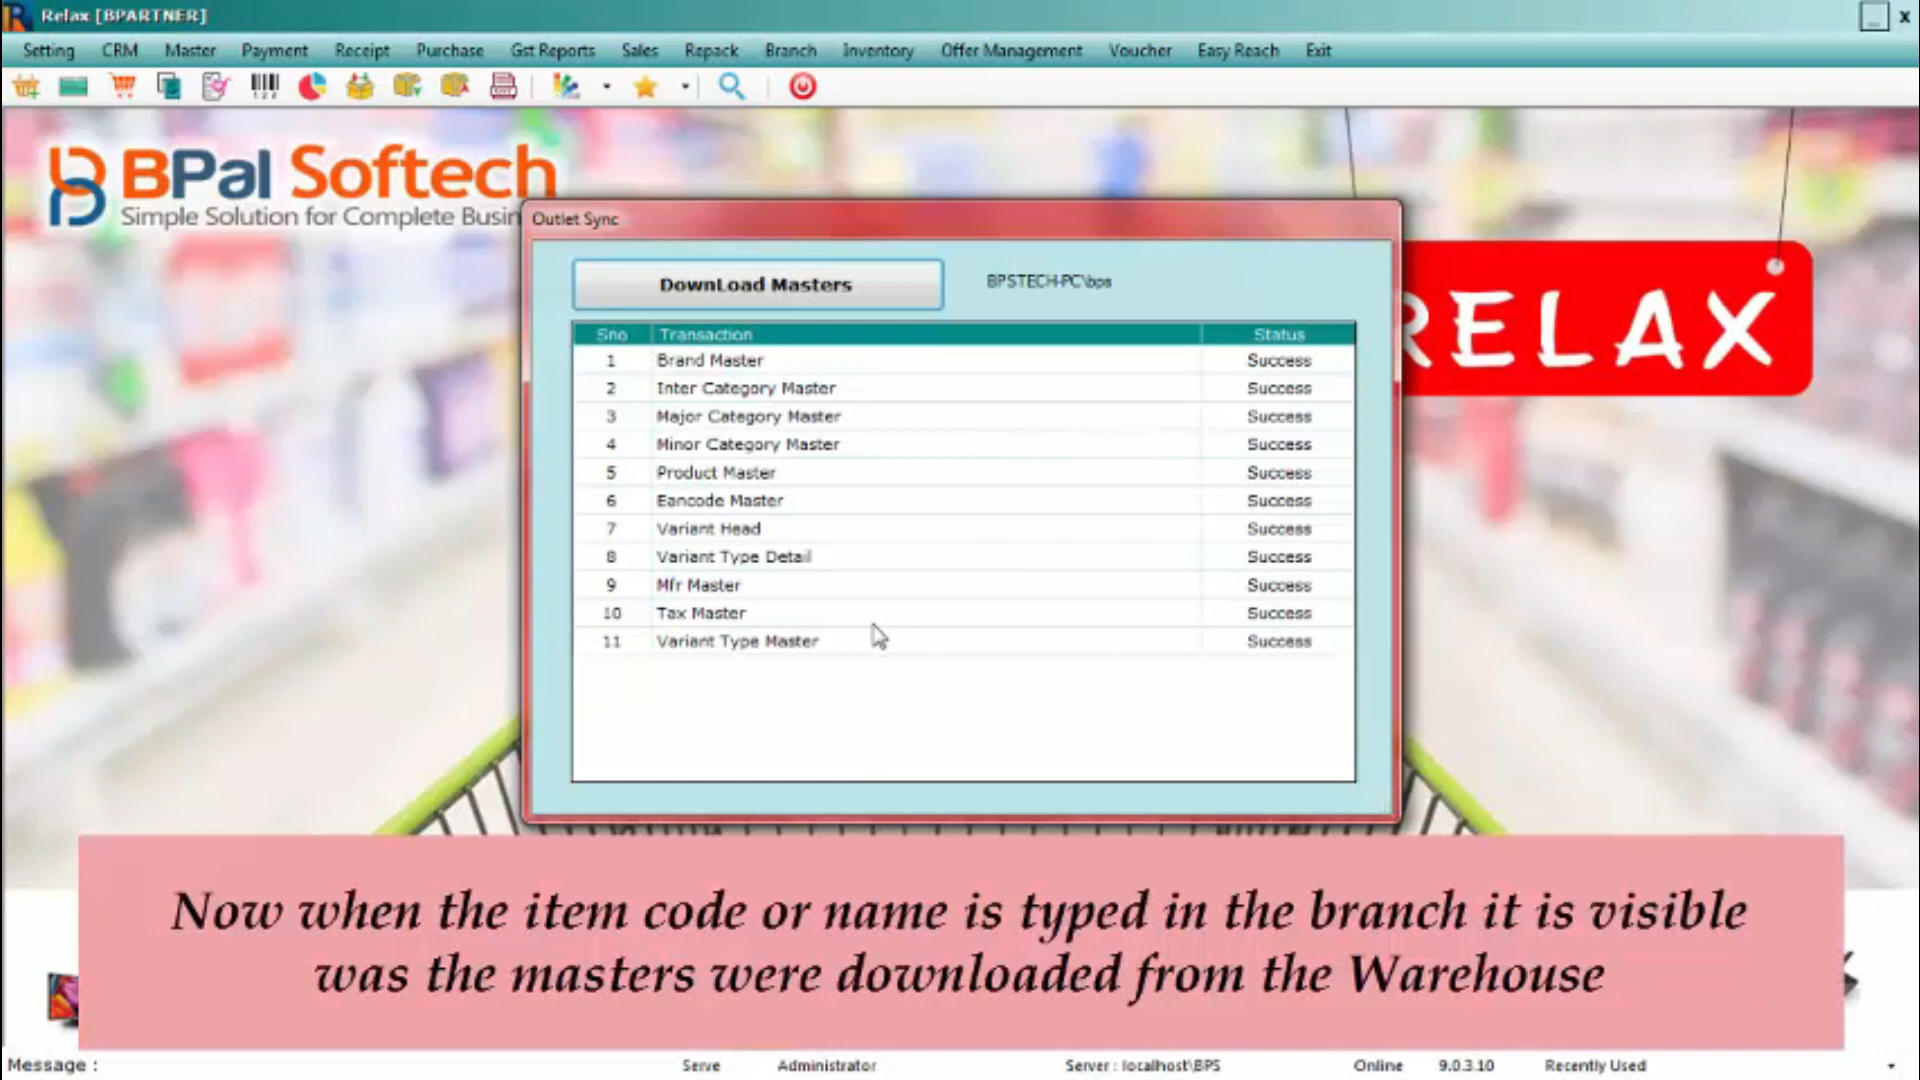 Relax [BPARTNER]
Setting CRM Master Payment Receipt Purchase Gst Reports Sales Repack Branch Inventory Offer Management Voucher Easy Reach Exit
BPal Softech
Simple Solution for Complete
Outlet Sync
DownLoad Masters
BPSTECH-PC\bps
RELAX
Sno Transaction Status
1 Brand Master Success
2 Inter Category Master Success
3 Major Category Master Success
4 Minor Category Master Success
5 Product Master Success
6 Eancode Master Success
7 Variant Head Success
8 Variant Type Detail Success
9 Mfr Master Success
10 Tax Master Success
11 Variant Type Master Success
Now when the item code or name is typed in the branch it is visible
was the masters were downloaded from the Warehouse
Message : Serve Administrator Server : localhost\BPS Online 9.0.3.10 Recently Used